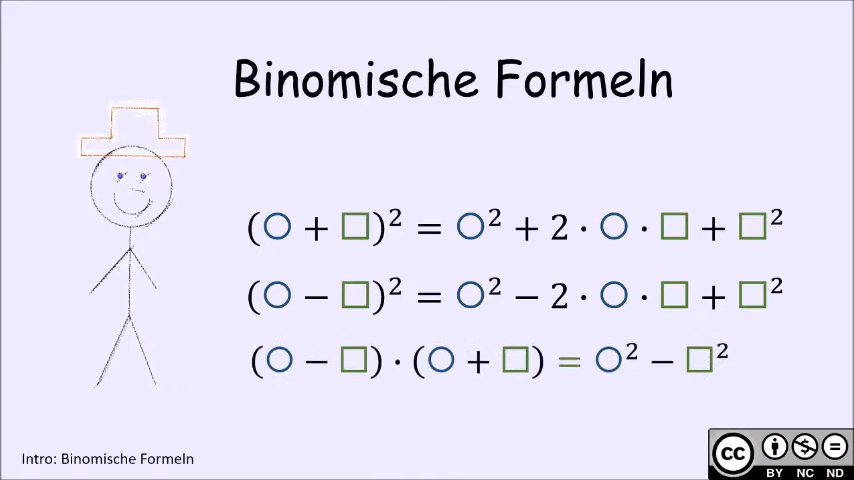 Binomische Formeln
(○ + □)² = ○² + 2 · ○ · □ + □²
(○ − □)² = ○² − 2 · ○ · □ + □²
(○ − □) · (○ + □) = ○² − □²
Intro: Binomische Formeln
cc
BY NC ND